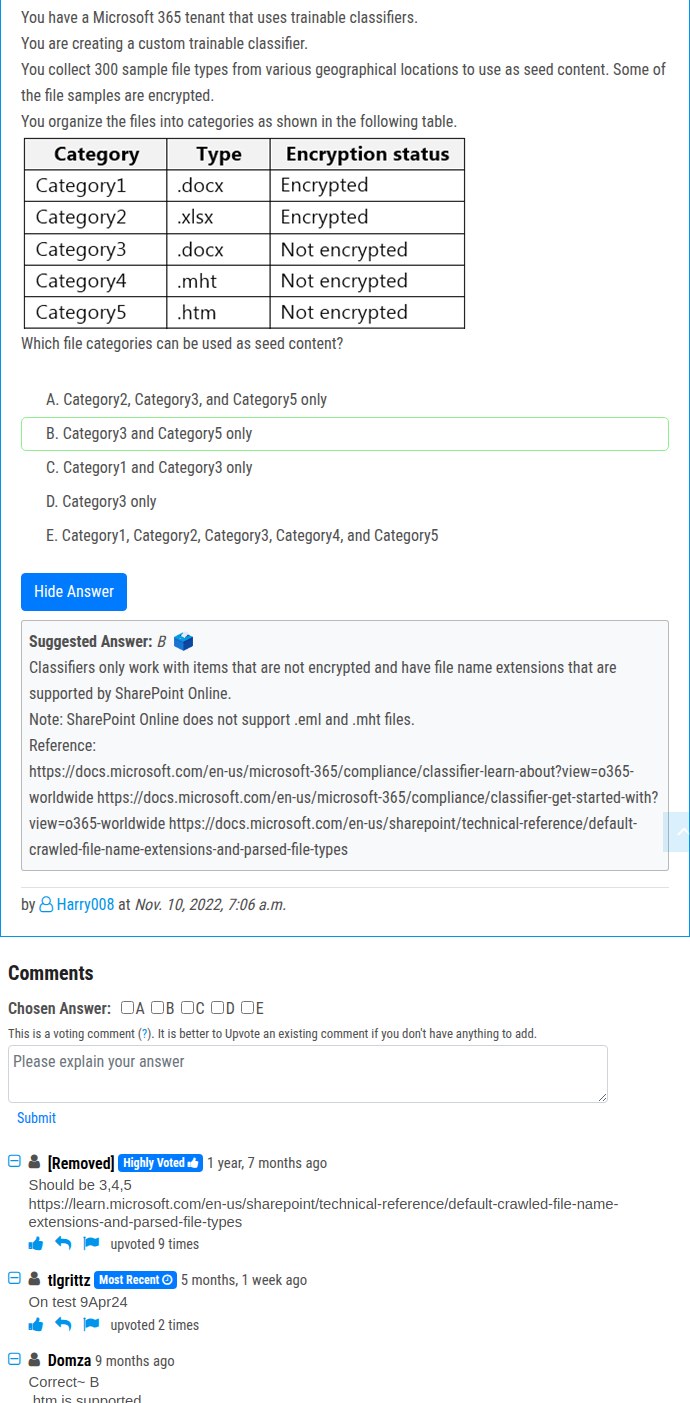 You have a Microsoft 365 tenant that uses trainable classifiers.
You are creating a custom trainable classifier.
You collect 300 sample file types from various geographical locations to use as seed content. Some of
the file samples are encrypted.
You organize the files into categories as shown in the following table.
Category Type Encryption status
Category1 .docx Encrypted
Category2 .xlsx Encrypted
Category3 .docx Not encrypted
Category4 .mht Not encrypted
Category5 .htm Not encrypted
Which file categories can be used as seed content?
A. Category2, Category3, and Category5 only
B. Category3 and Category5 only
C. Category1 and Category3 only
D. Category3 only
E. Category1, Category2, Category3, Category4, and Category5
Hide Answer
Suggested Answer: B
Classifiers only work with items that are not encrypted and have file name extensions that are
supported by SharePoint Online.
Note: SharePoint Online does not support .eml and .mht files.
Reference:
https://docs.microsoft.com/en-us/microsoft-365/compliance/classifier-learn-about?view=o365-
worldwide https://docs.microsoft.com/en-us/microsoft-365/compliance/classifier-get-started-with?
view=o365-worldwide https://docs.microsoft.com/en-us/sharepoint/technical-reference/default-
crawled-file-name-extensions-and-parsed-file-types
by Harry008 at Nov. 10, 2022, 7:06 a.m.
Comments
Chosen Answer: A B C D E
This is a voting comment (?). It is better to Upvote an existing comment if you don't have anything to add.
Please explain your answer
Submit
[Removed] Highly Voted 1 year, 7 months ago
Should be 3,4,5
https://learn.microsoft.com/en-us/sharepoint/technical-reference/default-crawled-file-name-
extensions-and-parsed-file-types
upvoted 9 times
tlgrittz Most Recent 5 months, 1 week ago
On test 9Apr24
upvoted 2 times
Domza 9 months ago
Correct~ B
.htm is supported